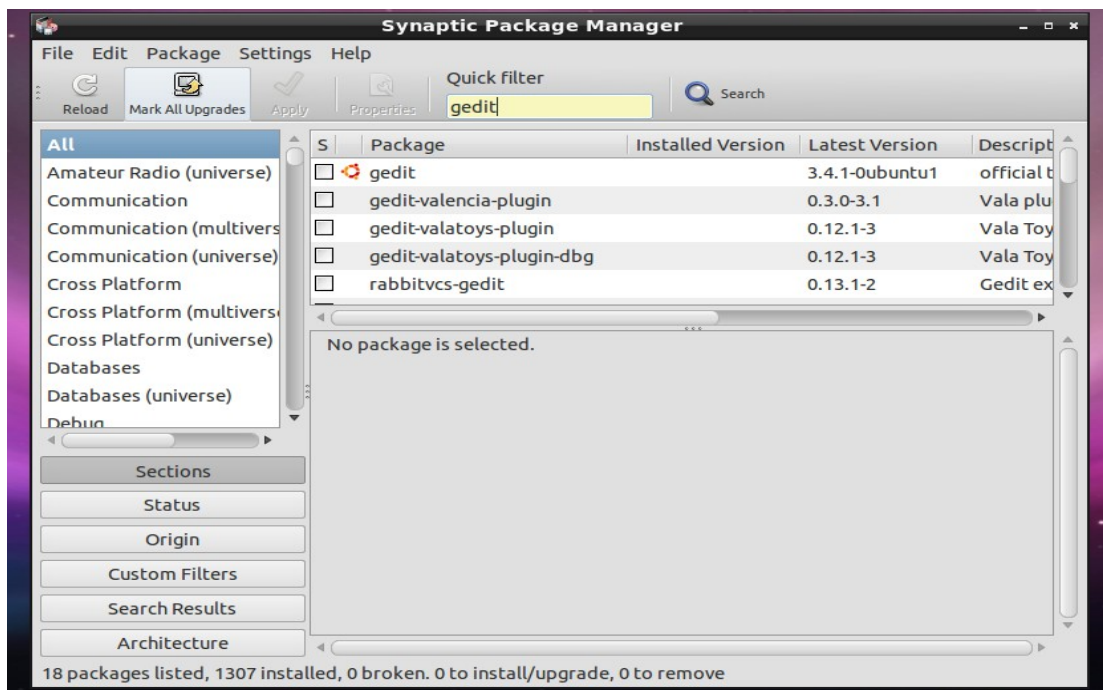 Synaptic Package Manager
File Edit Package Settings Help
Quick filter
Reload Mark All Upgrades Apply Properties gedit Search
All
Amateur Radio (universe)
Communication
Communication (multivers
Communication (universe)
Cross Platform
Cross Platform (multivers
Cross Platform (universe)
Databases
Databases (universe)
Debug
Sections
Status
Origin
Custom Filters
Search Results
Architecture
S Package Installed Version Latest Version Descript
gedit 3.4.1-0ubuntu1 official t
gedit-valencia-plugin 0.3.0-3.1 Vala plu
gedit-valatoys-plugin 0.12.1-3 Vala Toy
gedit-valatoys-plugin-dbg 0.12.1-3 Vala Toy
rabbitvcs-gedit 0.13.1-2 Gedit ex
No package is selected.
18 packages listed, 1307 installed, 0 broken. 0 to install/upgrade, 0 to remove